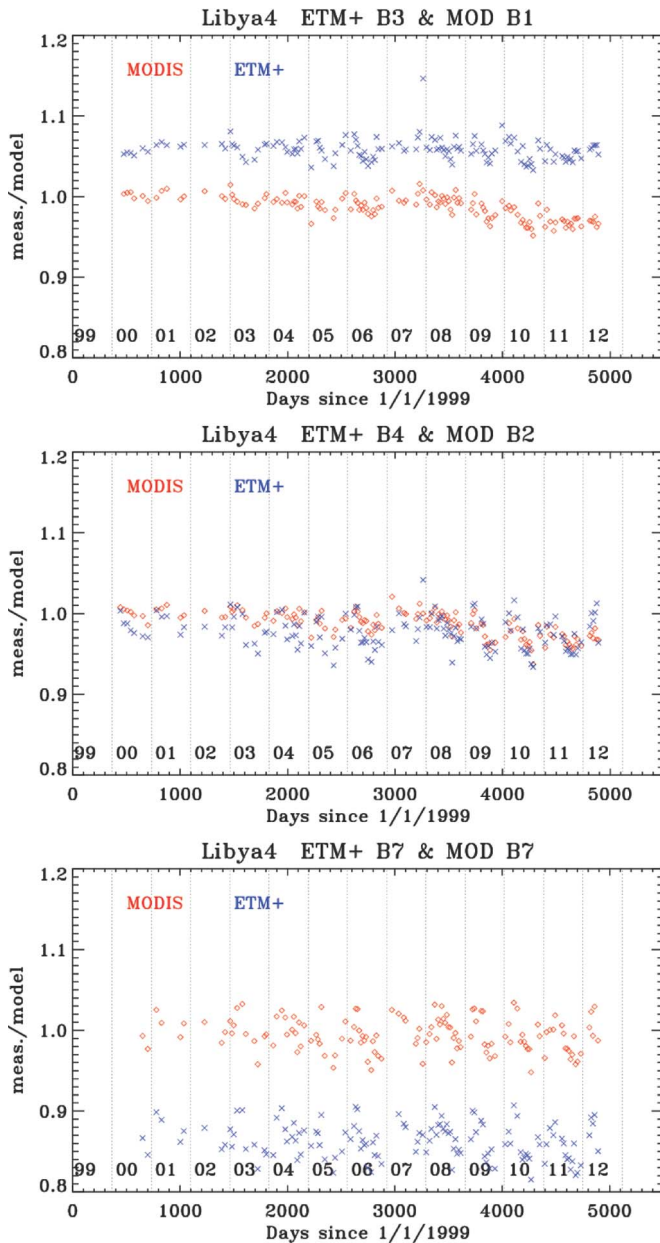 Libya4 ETM+ B3 & MOD B1
1.2
MODIS ETM+
1.1
1.0
0.9
99 00 01 02 03 04 05 06 07 08 09 10 11 12
0.8
0 1000 2000 3000 4000 5000
meas./model
Days since 1/1/1999
Libya4 ETM+ B4 & MOD B2
1.2
MODIS ETM+
1.1
1.0
0.9
99 00 01 02 03 04 05 06 07 08 09 10 11 12
0.8
0 1000 2000 3000 4000 5000
meas./model
Days since 1/1/1999
Libya4 ETM+ B7 & MOD B7
1.2
MODIS ETM+
1.1
1.0
0.9
99 00 01 02 03 04 05 06 07 08 09 10 11 12
0.8
0 1000 2000 3000 4000 5000
meas./model
Days since 1/1/1999